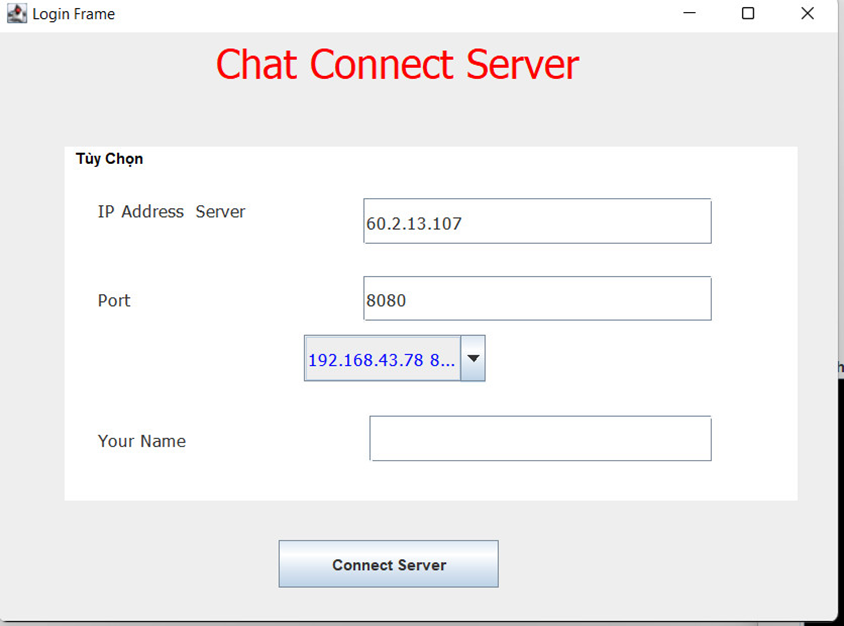 Login Frame
Chat Connect Server
Tùy Chọn
IP Address Server
60.2.13.107
Port
8080
192.168.43.78 8...
Your Name
Connect Server